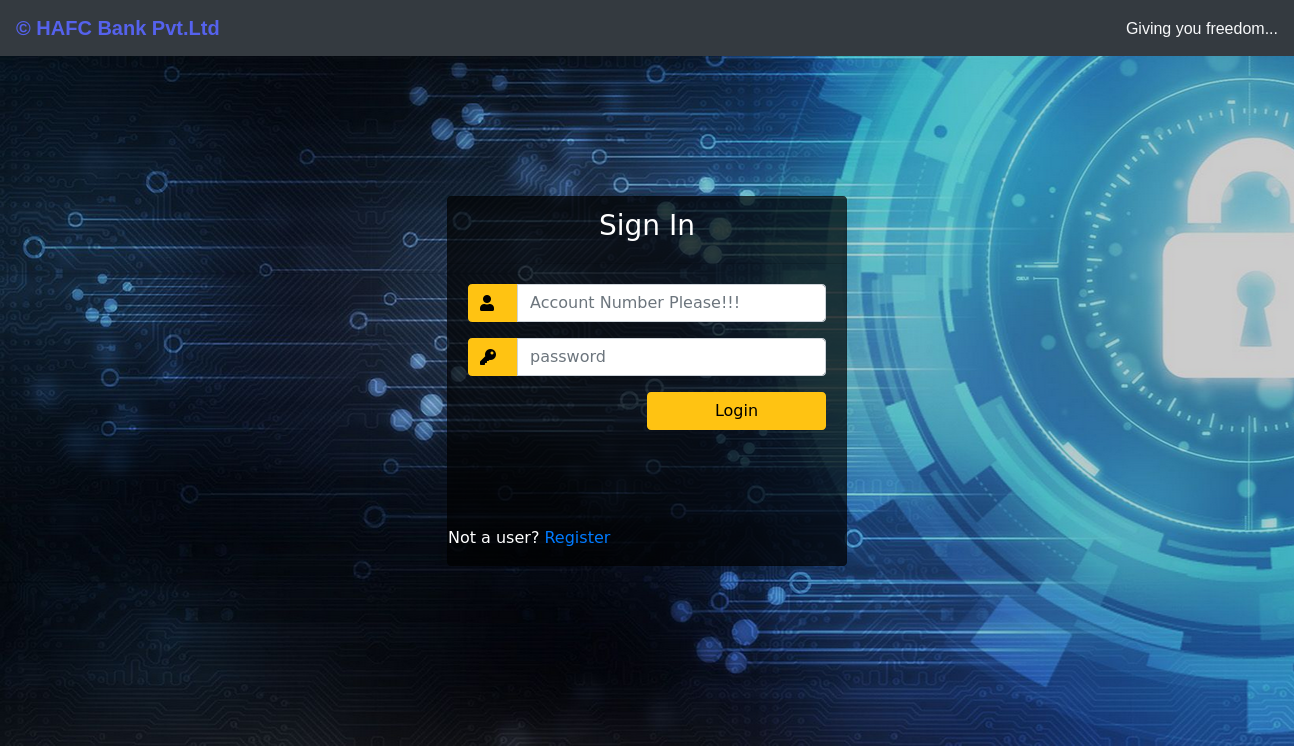 © HAFC Bank Pvt.Ltd
Giving you freedom...
Sign In
Account Number Please!!!
password
Login
Not a user? Register